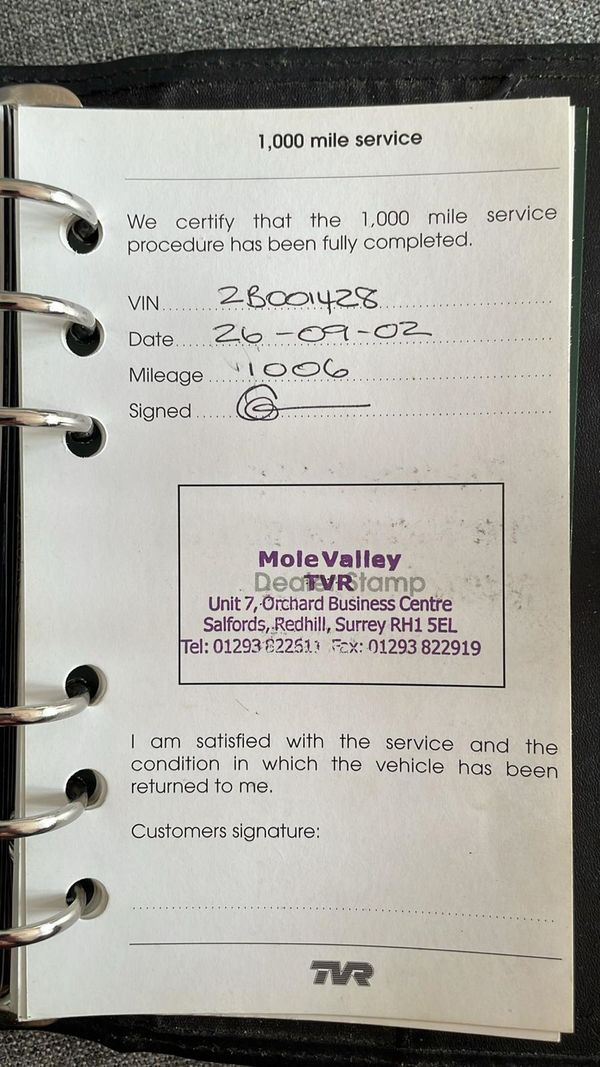 1,000 mile service
We certify that the 1,000 mile service
procedure has been fully completed.
VIN 2B001428
Date 26-09-02
Mileage 1006
Signed
Mole Valley
Dealer Stamp
TVR
Unit 7, Orchard Business Centre
Salfords, Redhill, Surrey RH1 5EL
Tel: 01293 Fax: 01293 822919
I am satisfied with the service and the
condition in which the vehicle has been
returned to me.
Customers signature:
TVR